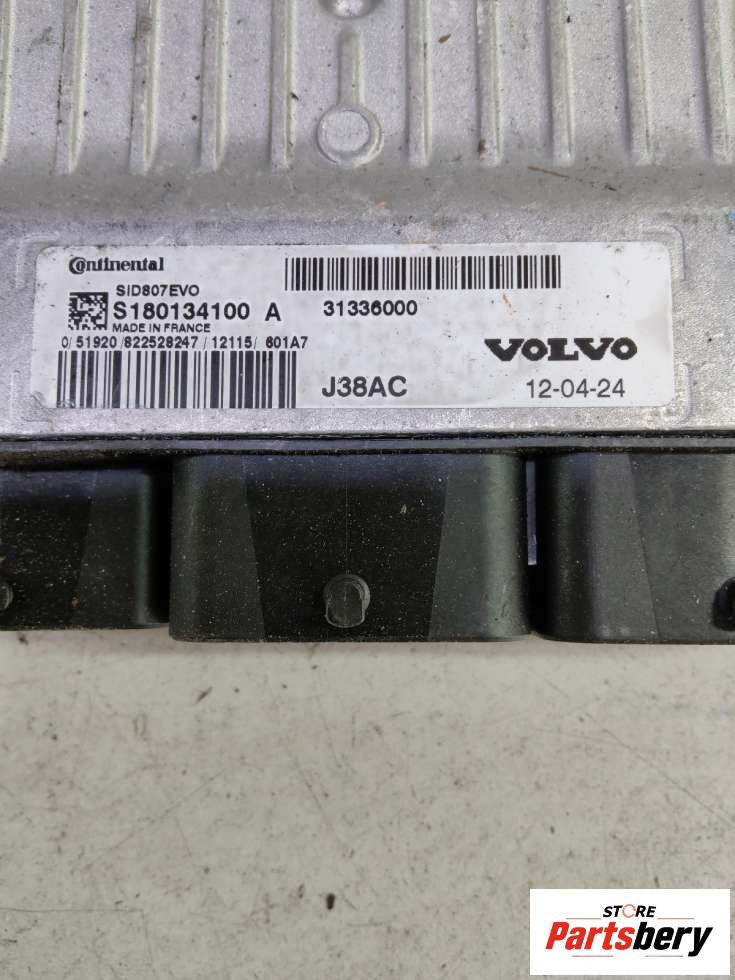 Continental
SID807EVO
S180134100 A
MADE IN FRANCE
0/ 51920 /822528247 / 12115/ 601A7
31336000
VOLVO
J38AC
12-04-24
STORE
Partsbery